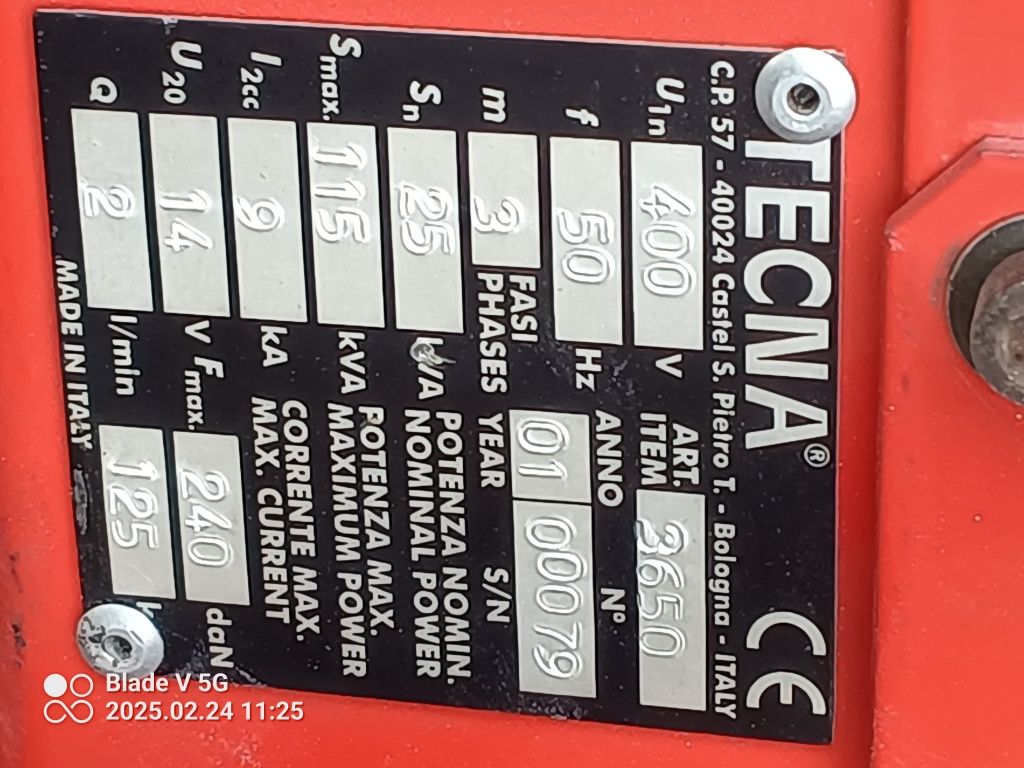 TECNA® CE
C.P. 57 - 40024 Castel S. Pietro T. - Bologna - ITALY
U1n 400 V ART. ITEM 3650
f 50 Hz ANNO YEAR 01 N° S/N 00079
m 3 FASI PHASES
Sn 25 kVA POTENZA NOMIN. NOMINAL POWER
Smax. 115 kVA POTENZA MAX. MAXIMUM POWER
I2cc 9 kA CORRENTE MAX. MAX. CURRENT
U20 14 V Fmax. 240 daN
Q 2 l/min 125
MADE IN ITALY
Blade V 5G
2025.02.24 11:25